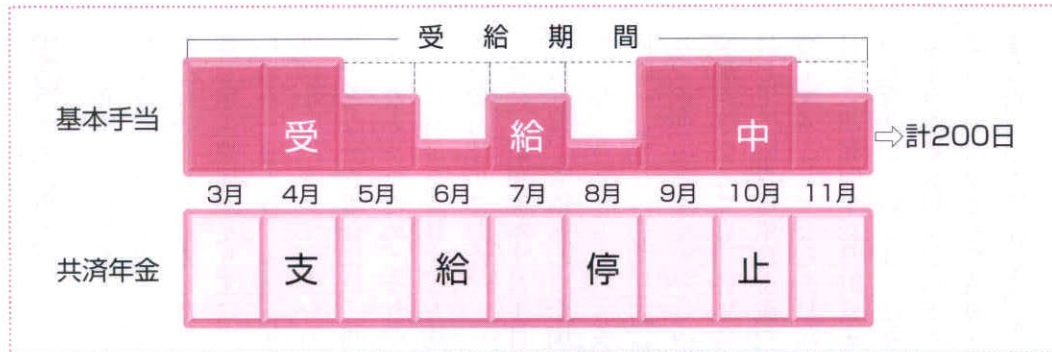 受給期間
基本手当
受給中
⇨計200日
3月 4月 5月 6月 7月 8月 9月 10月 11月
共済年金
支給停止